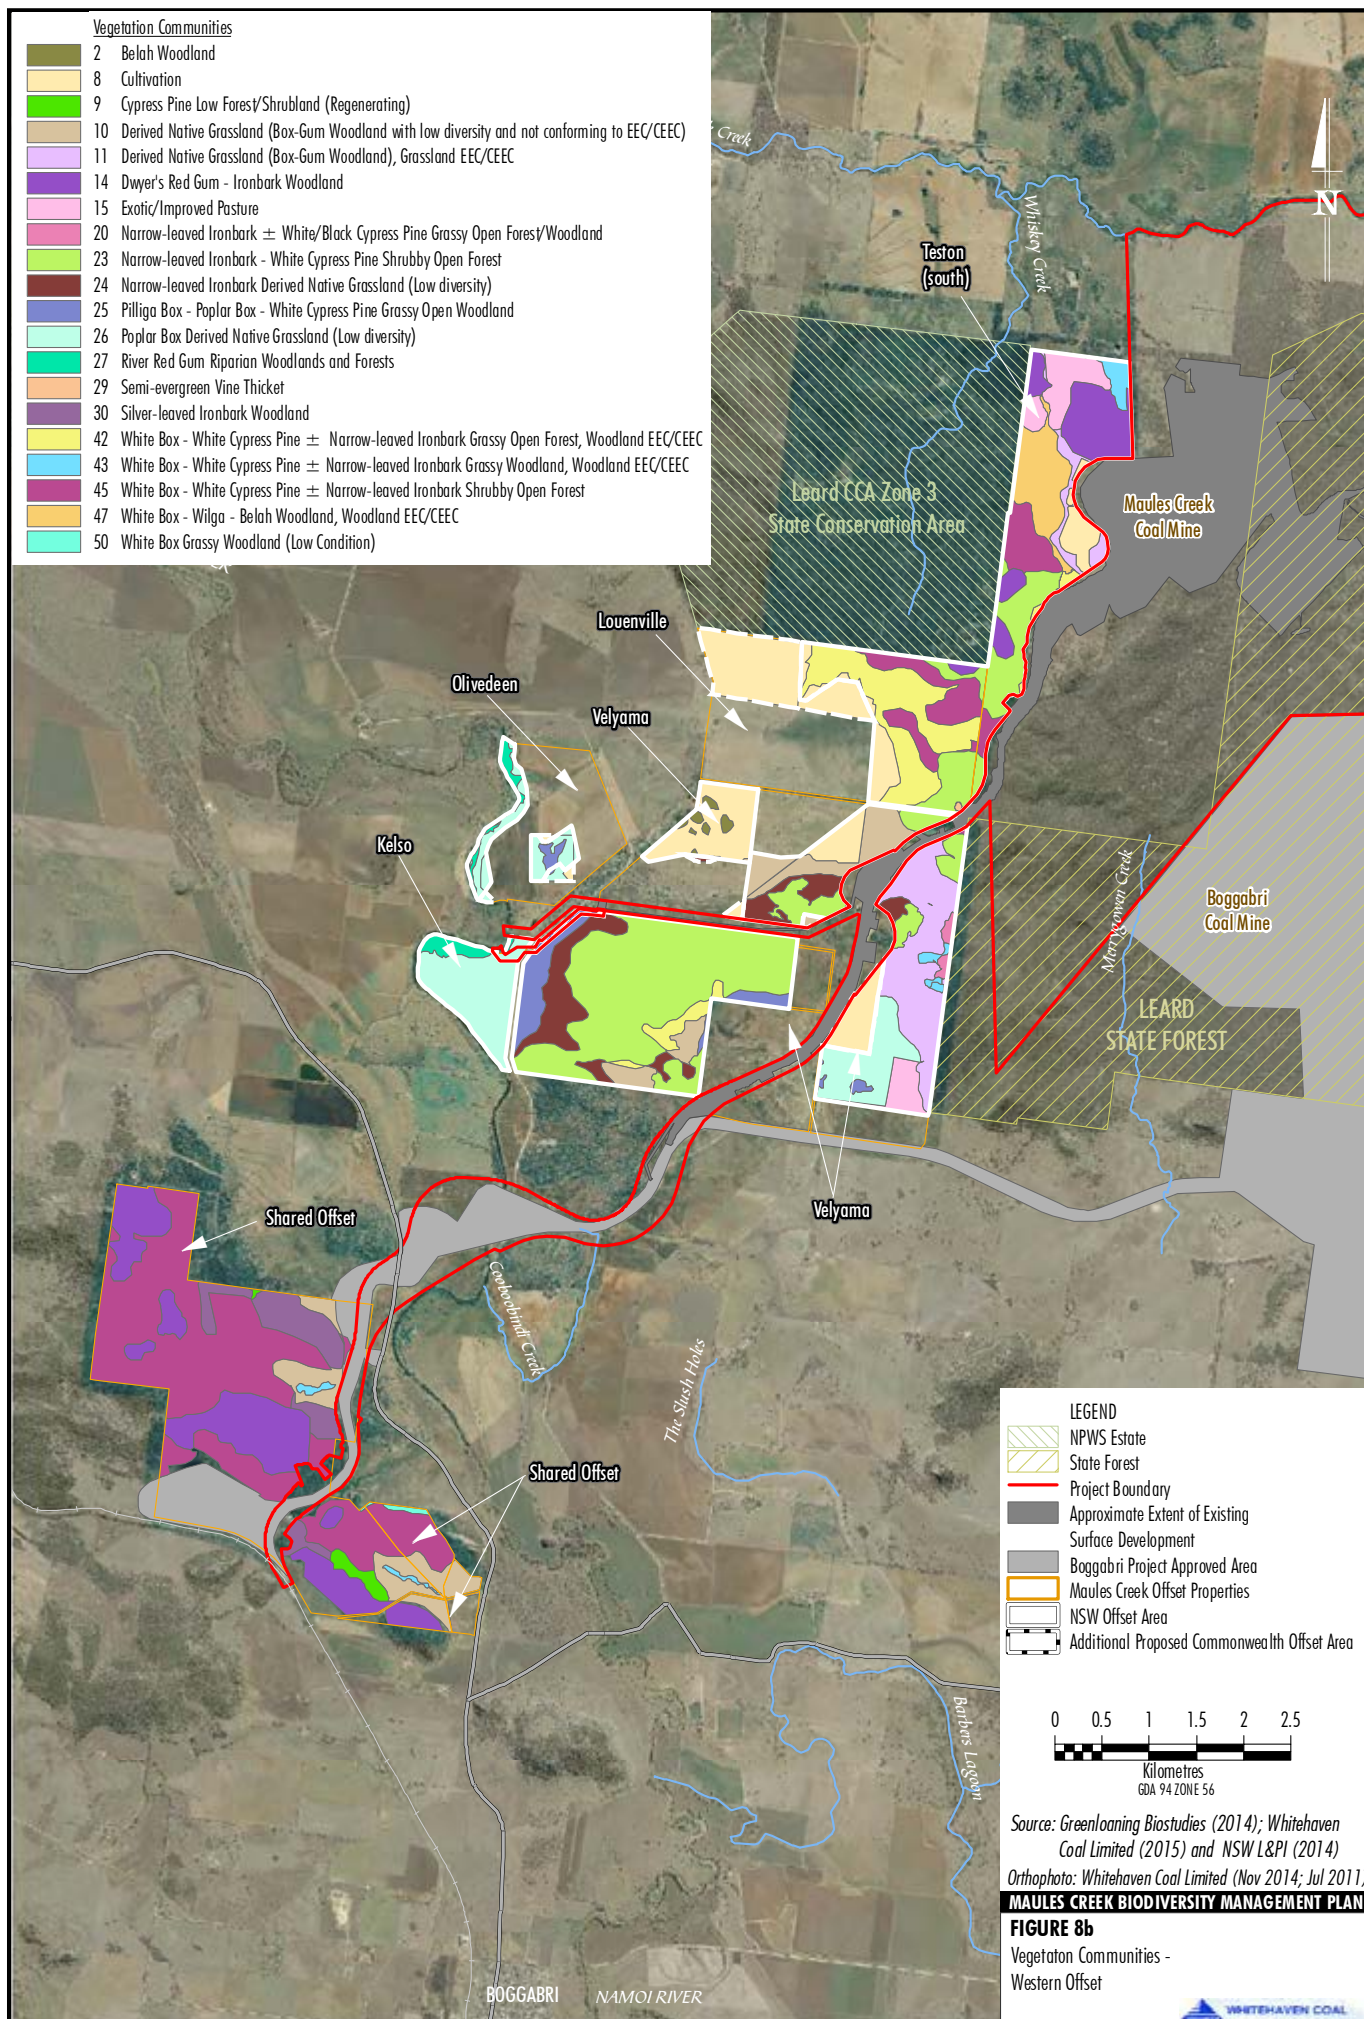 Vegetation Communities
2 Belah Woodland
8 Cultivation
9 Cypress Pine Low Forest/Shrubland (Regenerating)
10 Derived Native Grassland (Box-Gum Woodland with low diversity and not conforming to EEC/CEEC)
11 Derived Native Grassland (Box-Gum Woodland), Grassland EEC/CEEC
14 Dwyer's Red Gum - Ironbark Woodland
15 Exotic/Improved Pasture
20 Narrow-leaved Ironbark ± White/Black Cypress Pine Grassy Open Forest/Woodland
23 Narrow-leaved Ironbark - White Cypress Pine Shrubby Open Forest
24 Narrow-leaved Ironbark Derived Native Grassland (Low diversity)
25 Pilliga Box - Poplar Box - White Cypress Pine Grassy Open Woodland
26 Poplar Box Derived Native Grassland (Low diversity)
27 River Red Gum Riparian Woodlands and Forests
29 Semi-evergreen Vine Thicket
30 Silver-leaved Ironbark Woodland
42 White Box - White Cypress Pine ± Narrow-leaved Ironbark Grassy Open Forest, Woodland EEC/CEEC
43 White Box - White Cypress Pine ± Narrow-leaved Ironbark Grassy Woodland, Woodland EEC/CEEC
45 White Box - White Cypress Pine ± Narrow-leaved Ironbark Shrubby Open Forest
47 White Box - Wilga - Belah Woodland, Woodland EEC/CEEC
50 White Box Grassy Woodland (Low Condition)
Creek
Whiskey Creek
N
Teston
(south)
Leard CCA Zone 3
State Conservation Area
Maules Creek
Coal Mine
Louenville
Olivedeen
Velyama
Kelso
Merrygowen Creek
Boggabri
Coal Mine
LEARD
STATE FOREST
Velyama
Shared Offset
Cooboobindi Creek
The Slush Holes
Shared Offset
Barbers Lagoon
BOGGABRI
NAMOI RIVER
LEGEND
NPWS Estate
State Forest
Project Boundary
Approximate Extent of Existing
Surface Development
Boggabri Project Approved Area
Maules Creek Offset Properties
NSW Offset Area
Additional Proposed Commonwealth Offset Area
0 0.5 1 1.5 2 2.5
Kilometres
GDA 94 ZONE 56
Source: Greenloaning Biostudies (2014); Whitehaven
Coal Limited (2015) and NSW L&PI (2014)
Orthophoto: Whitehaven Coal Limited (Nov 2014; Jul 2011)
MAULES CREEK BIODIVERSITY MANAGEMENT PLAN
FIGURE 8b
Vegetaton Communities -
Western Offset
WHITEHAVEN COAL